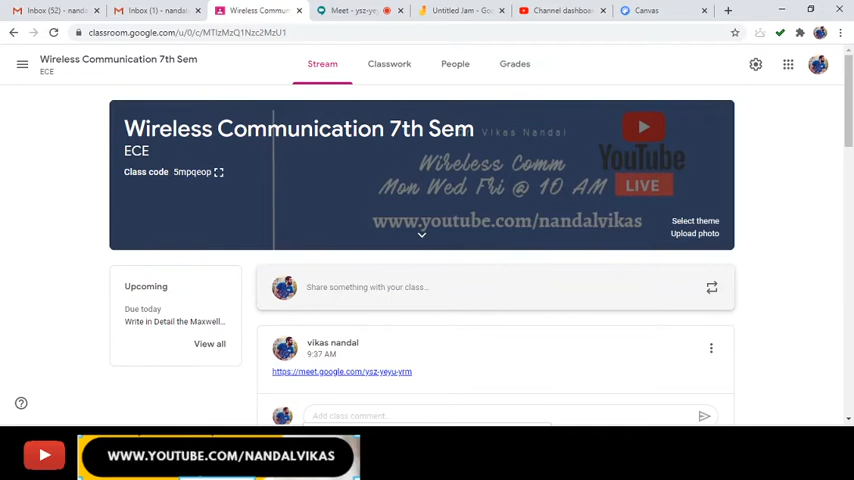 Inbox (52) - nanda
Inbox (1) - nandal
Wireless Commun
Meet - ysz-ye
Untitled Jam - Goo
Channel dashboa
Canvas
classroom.google.com/u/0/c/MTIzMzQ1Nzc2MzU1
Wireless Communication 7th Sem
ECE
Stream
Classwork
People
Grades
Wireless Communication 7th Sem
ECE
Class code 5mpqeop
Vikas Nandal
Wireless Comm
Mon Wed Fri @ 10 AM
www.youtube.com/nandalvikas
YouTube
LIVE
Select theme
Upload photo
Upcoming
Due today
Write in Detail the Maxwell...
View all
Share something with your class...
vikas nandal
9:37 AM
https://meet.google.com/ysz-yeyu-yrm
Add class comment...
WWW.YOUTUBE.COM/NANDALVIKAS